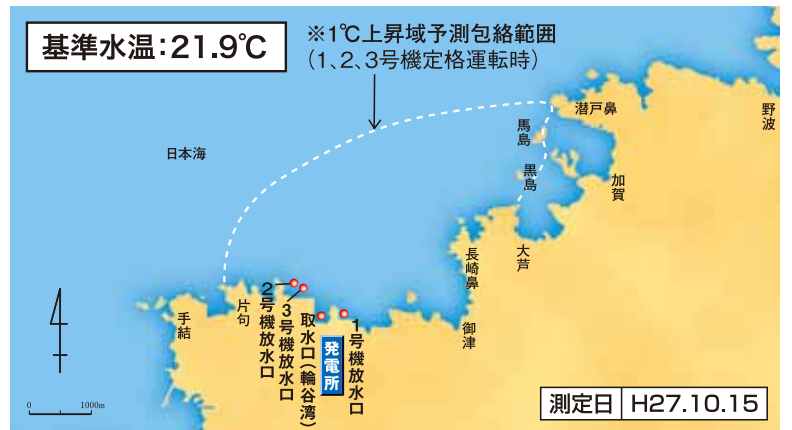 基準水温:21.9℃
※1℃上昇域予測包絡範囲
(1、2、3号機定格運転時)
日本海
潜戸鼻
野波
馬島
黒島
加賀
大芦
長崎鼻
御津
手結
片句
2号機放水口
3号機放水口
取水口(輪谷湾)
発電所
1号機放水口
0 1000m
測定日 H27.10.15